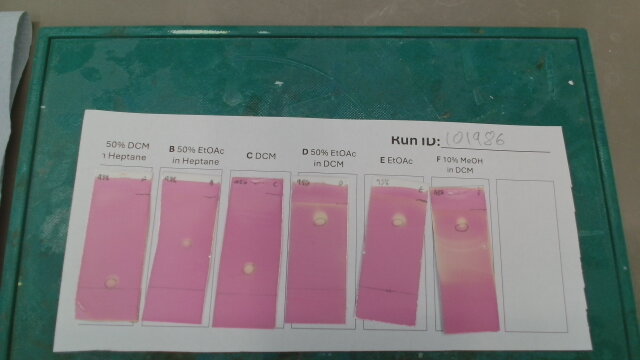 Run ID: 101986
50% DCM
in Heptane
B 50% EtOAc
in Heptane
C DCM
D 50% EtOAc
in DCM
E EtOAc
F 10% MeOH
in DCM